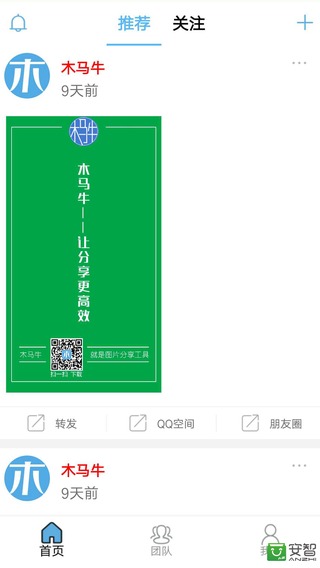 推荐 关注
木
木马牛
9天前
木马牛
木马牛——让分享更高效
木马牛
就是图片分享工具
扫一扫 下载
转发
QQ空间
朋友圈
木
木马牛
9天前
首页
团队
我
安智